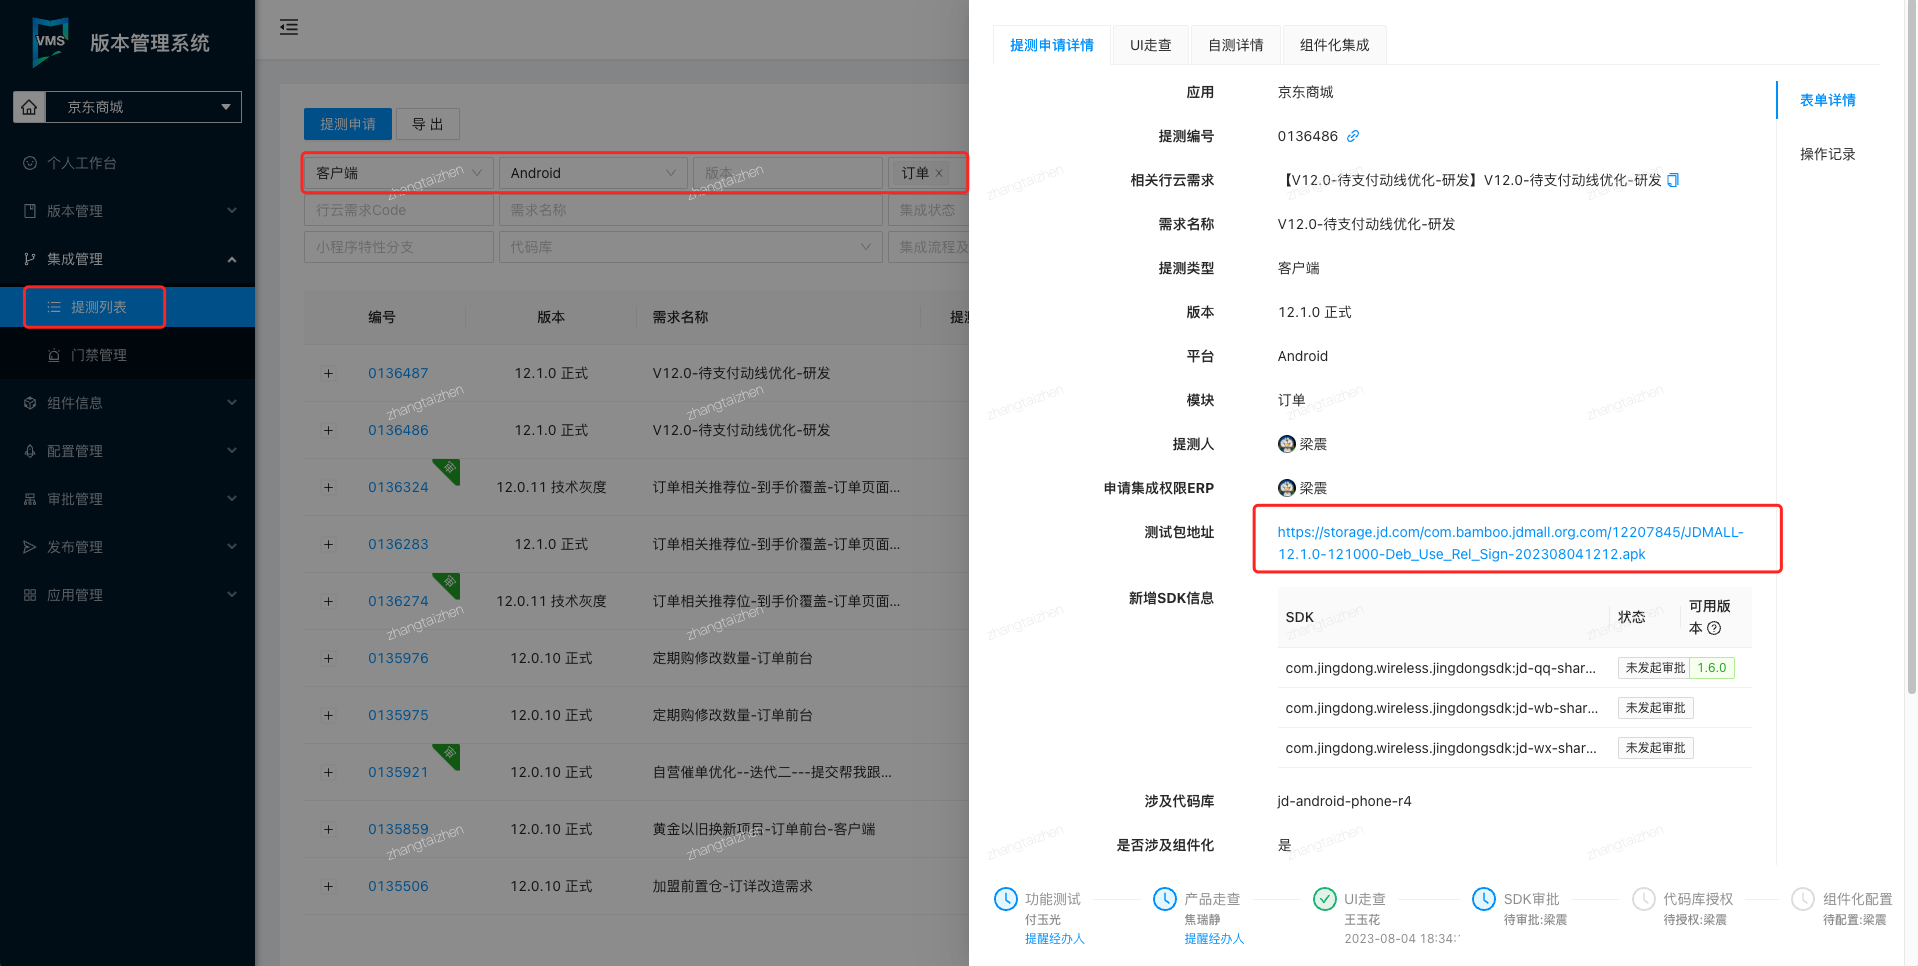 VMS
版本管理系统
京东商城
个人工作台
版本管理
集成管理
提测列表
门禁管理
组件信息
配置管理
审批管理
发布管理
应用管理
提测申请
导 出
客户端
Android
版本
订单 ×
行云需求Code
需求名称
集成状态
小程序特性分支
代码库
集成流程及
编号
版本
需求名称
提测
0136487
12.1.0 正式
V12.0-待支付动线优化-研发
0136486
12.1.0 正式
V12.0-待支付动线优化-研发
审
0136324
12.0.11 技术灰度
订单相关推荐位-到手价覆盖-订单页面...
0136283
12.1.0 正式
订单相关推荐位-到手价覆盖-订单页面...
审
0136274
12.0.11 技术灰度
订单相关推荐位-到手价覆盖-订单页面...
0135976
12.0.10 正式
定期购修改数量-订单前台
0135975
12.0.10 正式
定期购修改数量-订单前台
审
0135921
12.0.10 正式
自营催单优化--迭代二---提交帮我跟...
0135859
12.0.10 正式
黄金以旧换新项目-订单前台-客户端
0135506
12.0.10 正式
加盟前置仓-订详改造需求
提测申请详情
UI走查
自测详情
组件化集成
表单详情
操作记录
应用
京东商城
提测编号
0136486
相关行云需求
【V12.0-待支付动线优化-研发】V12.0-待支付动线优化-研发
需求名称
V12.0-待支付动线优化-研发
提测类型
客户端
版本
12.1.0 正式
平台
Android
模块
订单
提测人
梁震
申请集成权限ERP
梁震
测试包地址
https://storage.jd.com/com.bamboo.jdmall.org.com/12207845/JDMALL-
12.1.0-121000-Deb_Use_Rel_Sign-202308041212.apk
新增SDK信息
SDK
状态
可用版
本
com.jingdong.wireless.jingdongsdk:jd-qq-shar...
未发起审批 1.6.0
com.jingdong.wireless.jingdongsdk:jd-wb-shar...
未发起审批
com.jingdong.wireless.jingdongsdk:jd-wx-shar...
未发起审批
涉及代码库
jd-android-phone-r4
是否涉及组件化
是
功能测试
付玉光
提醒经办人
产品走查
焦瑞静
提醒经办人
UI走查
王玉花
2023-08-04 18:34:
SDK审批
待审批:梁震
代码库授权
待授权:梁震
组件化配置
待配置:梁震
zhangtaizhen